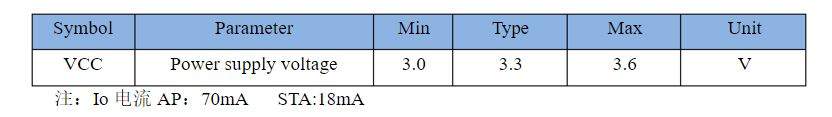 Symbol Parameter Min Type Max Unit
VCC Power supply voltage 3.0 3.3 3.6 V
注：Io 电流 AP：70mA STA:18mA